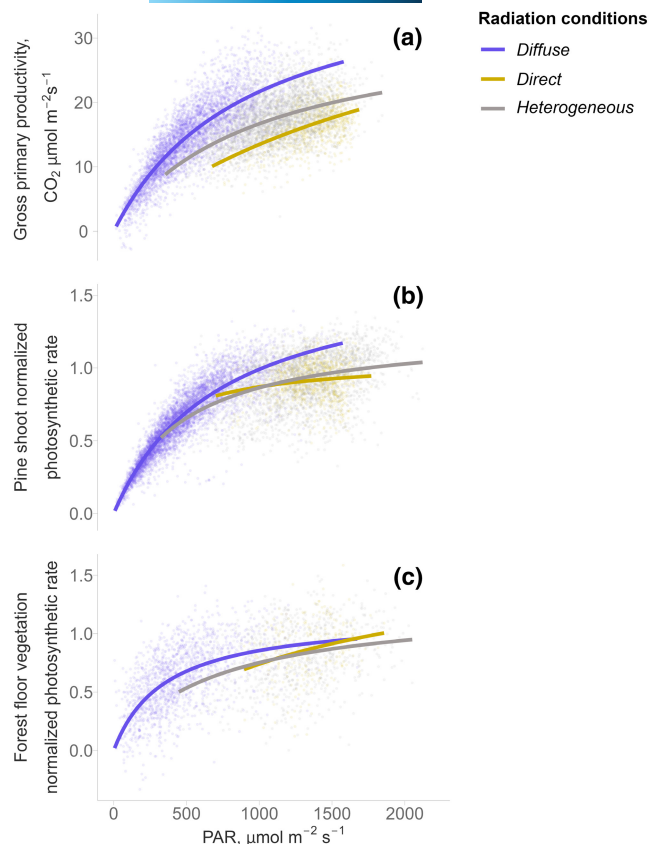 Radiation conditions
Diffuse
Direct
Heterogeneous
(a)
Gross primary productivity,
CO₂ μmol m⁻²s⁻¹
30
20
10
0
(b)
Pine shoot normalized
photosynthetic rate
1.5
1.0
0.5
0.0
(c)
Forest floor vegetation
normalized photosynthetic rate
1.5
1.0
0.5
0.0
0 500 1000 1500 2000
PAR, μmol m⁻² s⁻¹